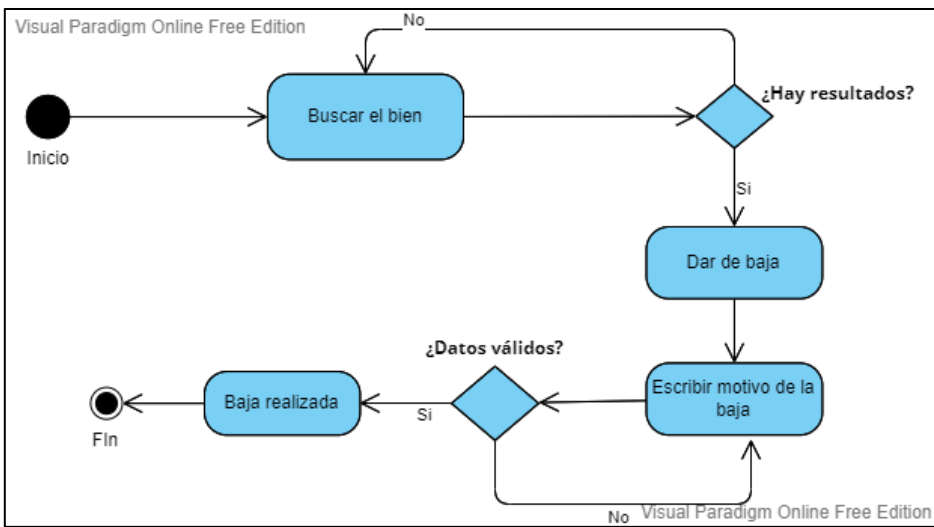 Visual Paradigm Online Free Edition
No
¿Hay resultados?
Buscar el bien
Inicio
Si
Dar de baja
¿Datos válidos?
Escribir motivo de la
baja
Baja realizada
Si
FIn
No
Visual Paradigm Online Free Edition